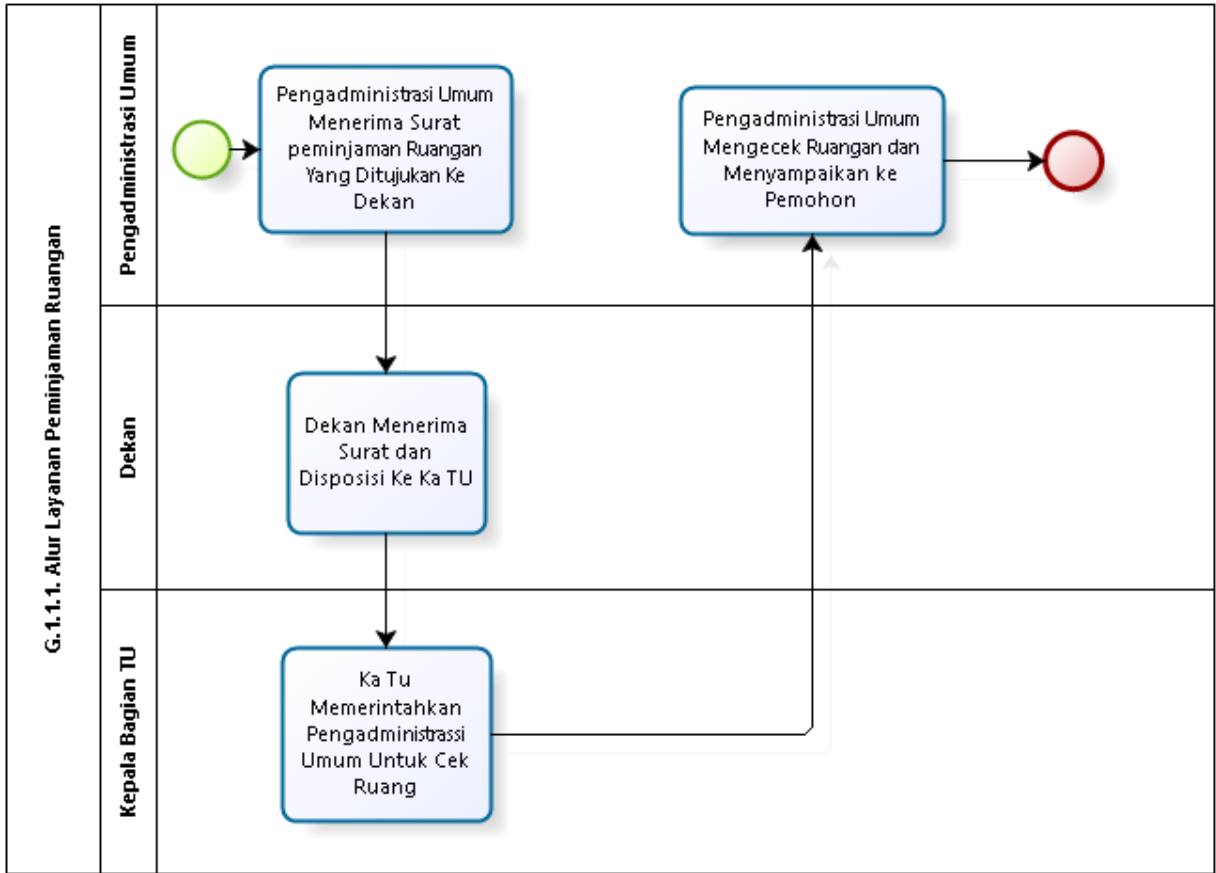 G.1.1.1. Alur Layanan Peminjaman Ruangan
Pengadministrasi Umum
Pengadministrasi Umum
Menerima Surat
peminjaman Ruangan
Yang Ditujukan Ke
Dekan
Pengadministrasi Umum
Mengecek Ruangan dan
Menyampaikan ke
Pemohon
Dekan
Dekan Menerima
Surat dan
Disposisi Ke Ka TU
Kepala Bagian TU
Ka Tu
Memerintahkan
Pengadministrassi
Umum Untuk Cek
Ruang